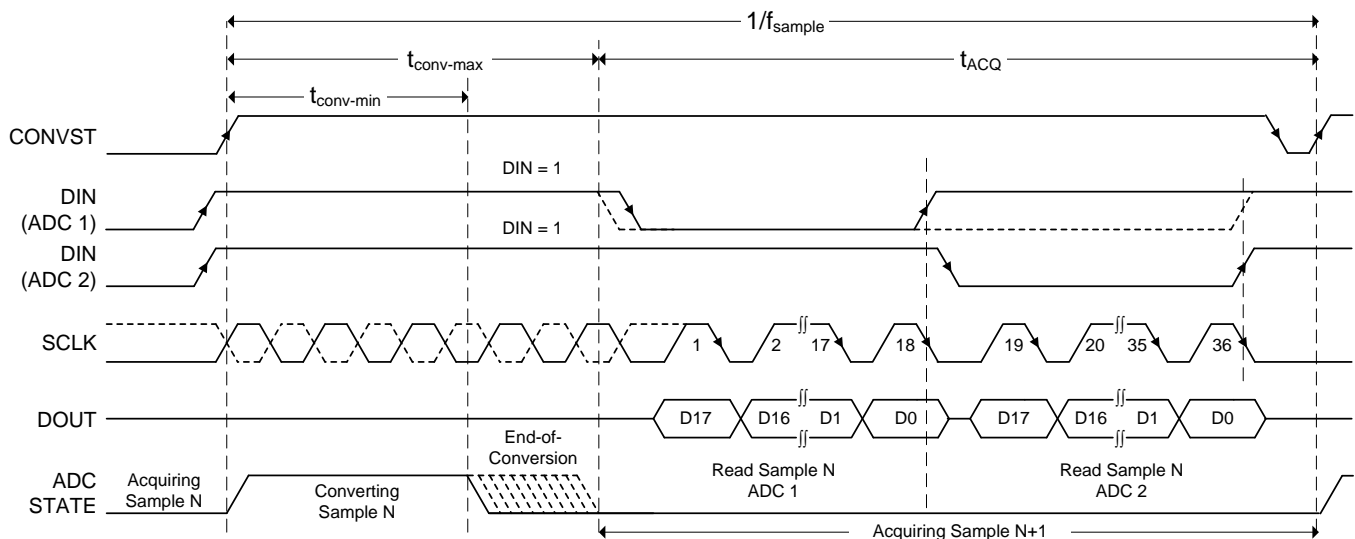 1/fsample
tconv-max
tACQ
tconv-min
CONVST
DIN = 1
DIN
(ADC 1)
DIN = 1
DIN
(ADC 2)
SCLK
1 2 17 18 19 20 35 36
DOUT
D17 D16 D1 D0 D17 D16 D1 D0
End-of-
Conversion
ADC
STATE
Acquiring
Sample N
Converting
Sample N
Read Sample N
ADC 1
Read Sample N
ADC 2
Acquiring Sample N+1